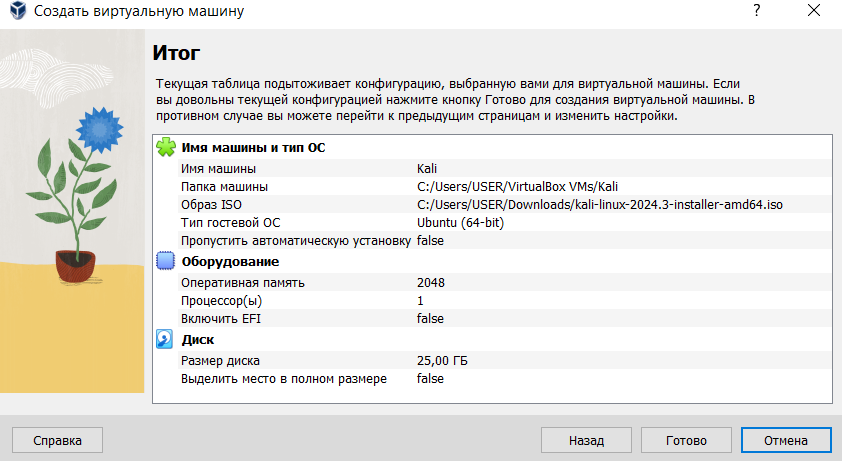 Создать виртуальную машину
Итог
Текущая таблица подытоживает конфигурацию, выбранную вами для виртуальной машины. Если
вы довольны текущей конфигурацией нажмите кнопку Готово для создания виртуальной машины. В
противном случае вы можете перейти к предыдущим страницам и изменить настройки.
Имя машины и тип ОС
Имя машины Kali
Папка машины C:/Users/USER/VirtualBox VMs/Kali
Образ ISO C:/Users/USER/Downloads/kali-linux-2024.3-installer-amd64.iso
Тип гостевой ОС Ubuntu (64-bit)
Пропустить автоматическую установку false
Оборудование
Оперативная память 2048
Процессор(ы) 1
Включить EFI false
Диск
Размер диска 25,00 ГБ
Выделить место в полном размере false
Справка Назад Готово Отмена